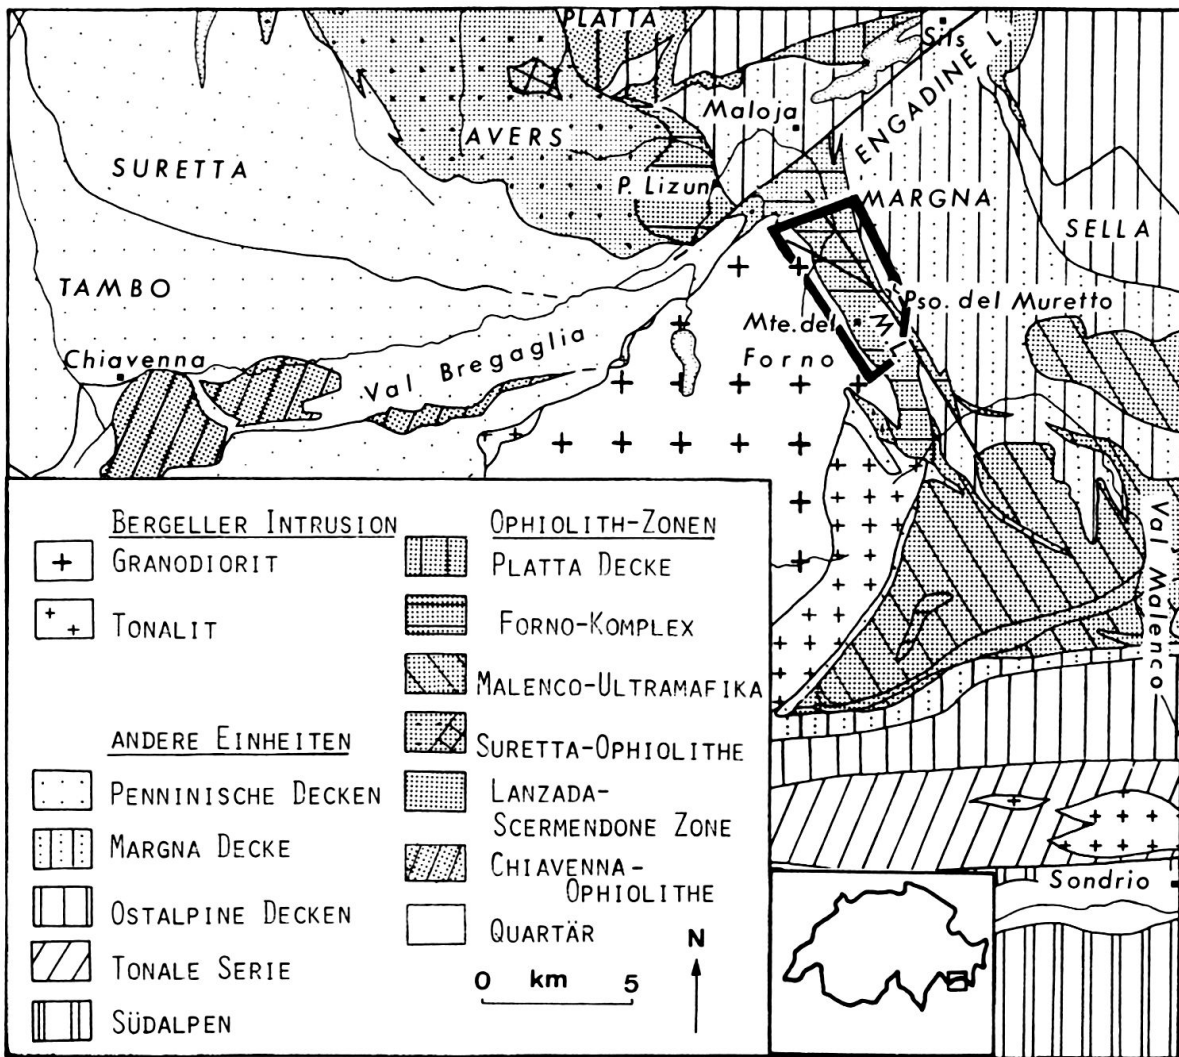 PLATTA
Sils
ENGADINE L.
Maloja
AVERS
SURETTA
P. Lizun
MARGNA
SELLA
TAMBO
Pso. del Muretto
Mte. del
Forno
M L
Chiavenna
Val Bregaglia
Val Malenco
Sondrio
BERGELLER INTRUSION
GRANODIORIT
TONALIT
ANDERE EINHEITEN
PENNINISCHE DECKEN
MARGNA DECKE
OSTALPINE DECKEN
TONALE SERIE
SÜDALPEN
OPHIOLITH-ZONEN
PLATTA DECKE
FORNO-KOMPLEX
MALENCO-ULTRAMAFIKA
SURETTA-OPHIOLITHE
LANZADA-
SCERMENDONE ZONE
CHIAVENNA-
OPHIOLITHE
QUARTÄR
N
0 km 5